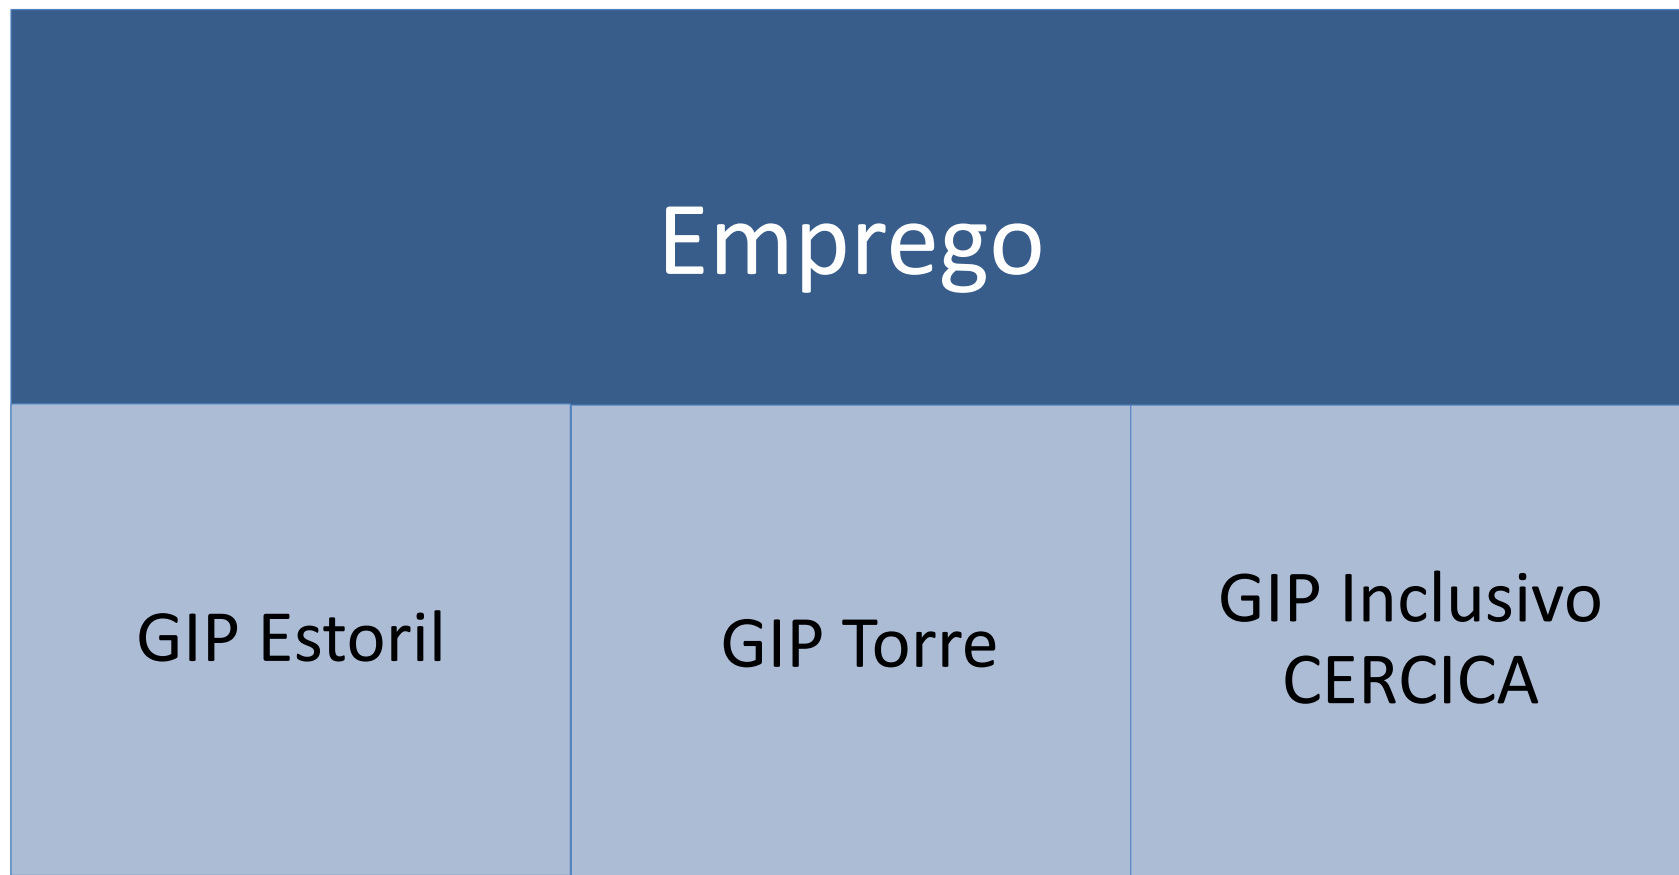 Emprego
GIP Estoril
GIP Torre
GIP Inclusivo
CERCICA